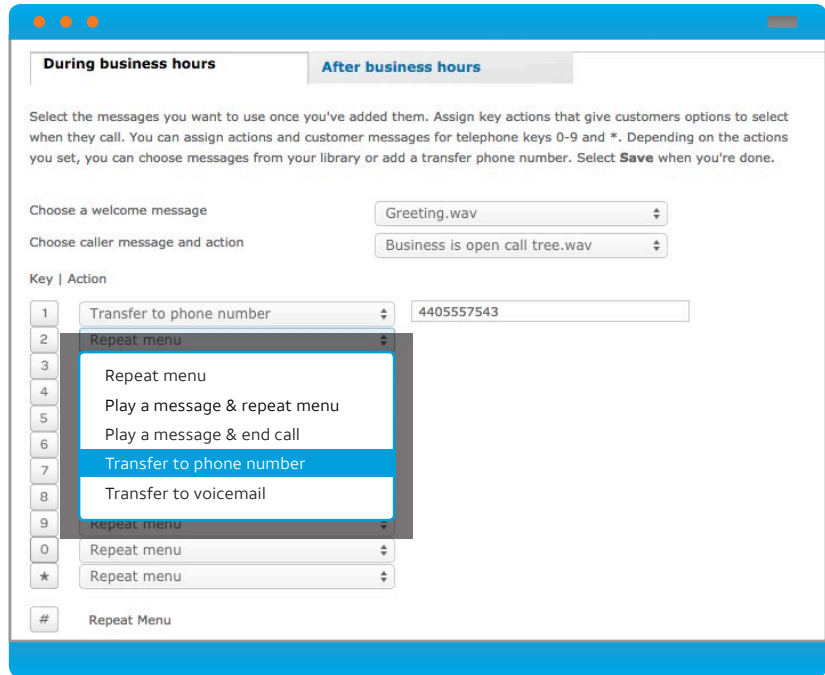 During business hours
After business hours
Select the messages you want to use once you've added them. Assign key actions that give customers options to select
when they call. You can assign actions and customer messages for telephone keys 0-9 and *. Depending on the actions
you set, you can choose messages from your library or add a transfer phone number. Select Save when you're done.
Choose a welcome message
Greeting.wav
Choose caller message and action
Business is open call tree.wav
Key | Action
1 Transfer to phone number 4405557543
2 Repeat menu
3
Repeat menu
4
Play a message & repeat menu
5
Play a message & end call
6
7
Transfer to phone number
8
Transfer to voicemail
9 Repeat menu
0 Repeat menu
* Repeat menu
# Repeat Menu